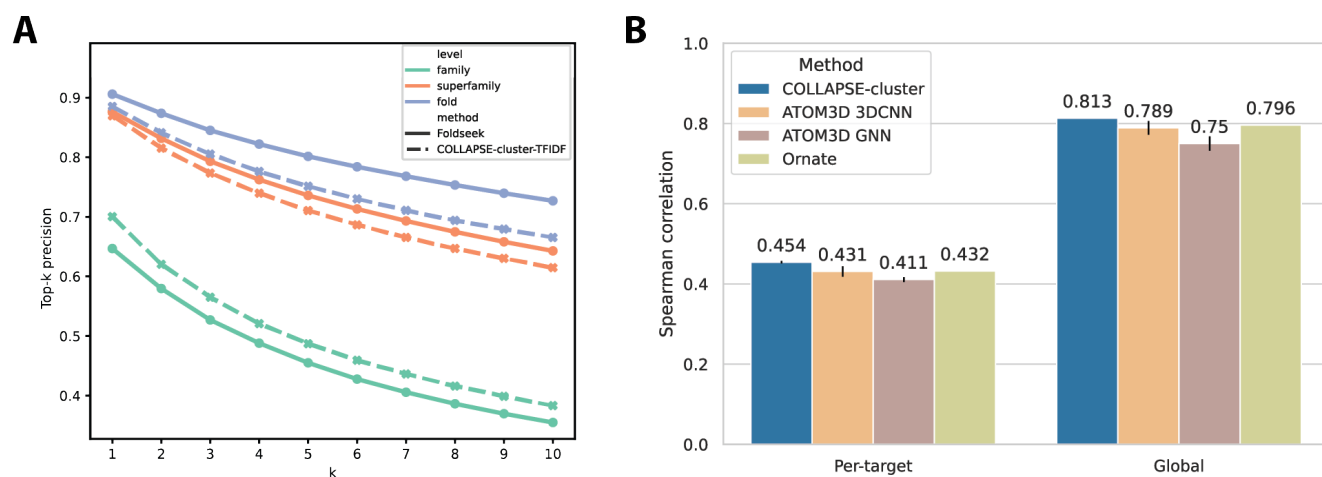 A
level
family
superfamily
fold
method
Foldseek
COLLAPSE-cluster-TFIDF
Top-k precision
0.9
0.8
0.7
0.6
0.5
0.4
1 2 3 4 5 6 7 8 9 10
k
B
Method
COLLAPSE-cluster
ATOM3D 3DCNN
ATOM3D GNN
Ornate
Spearman correlation
1.0
0.8
0.6
0.4
0.2
0.0
0.454 0.431 0.411 0.432
0.813 0.789 0.75 0.796
Per-target Global